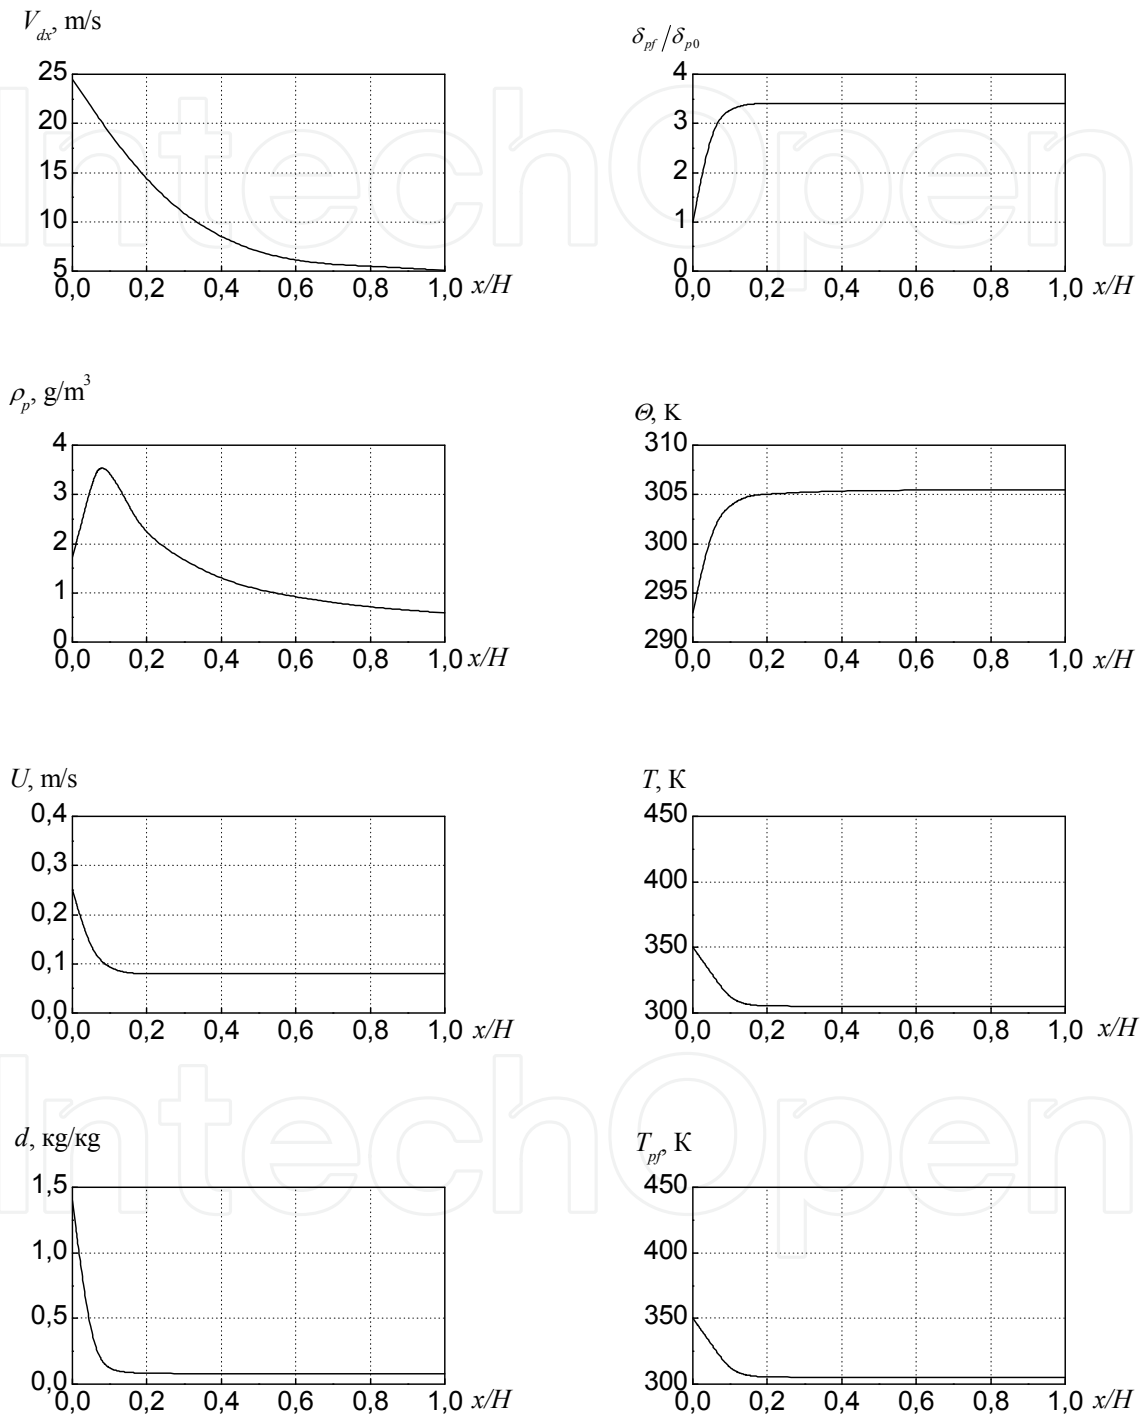 V_dx, m/s
25
20
15
10
5
0,0 0,2 0,4 0,6 0,8 1,0 x/H
δ_pf/δ_p0
4
3
2
1
0
0,0 0,2 0,4 0,6 0,8 1,0 x/H
ρ_p, g/m³
4
3
2
1
0
0,0 0,2 0,4 0,6 0,8 1,0 x/H
Θ, K
310
305
300
295
290
0,0 0,2 0,4 0,6 0,8 1,0 x/H
U, m/s
0,4
0,3
0,2
0,1
0,0
0,0 0,2 0,4 0,6 0,8 1,0 x/H
T, К
450
400
350
300
0,0 0,2 0,4 0,6 0,8 1,0 x/H
d, кg/кg
1,5
1,0
0,5
0,0
0,0 0,2 0,4 0,6 0,8 1,0 x/H
T_pf, К
450
400
350
300
0,0 0,2 0,4 0,6 0,8 1,0 x/H
IntechOpen
IntechOpen